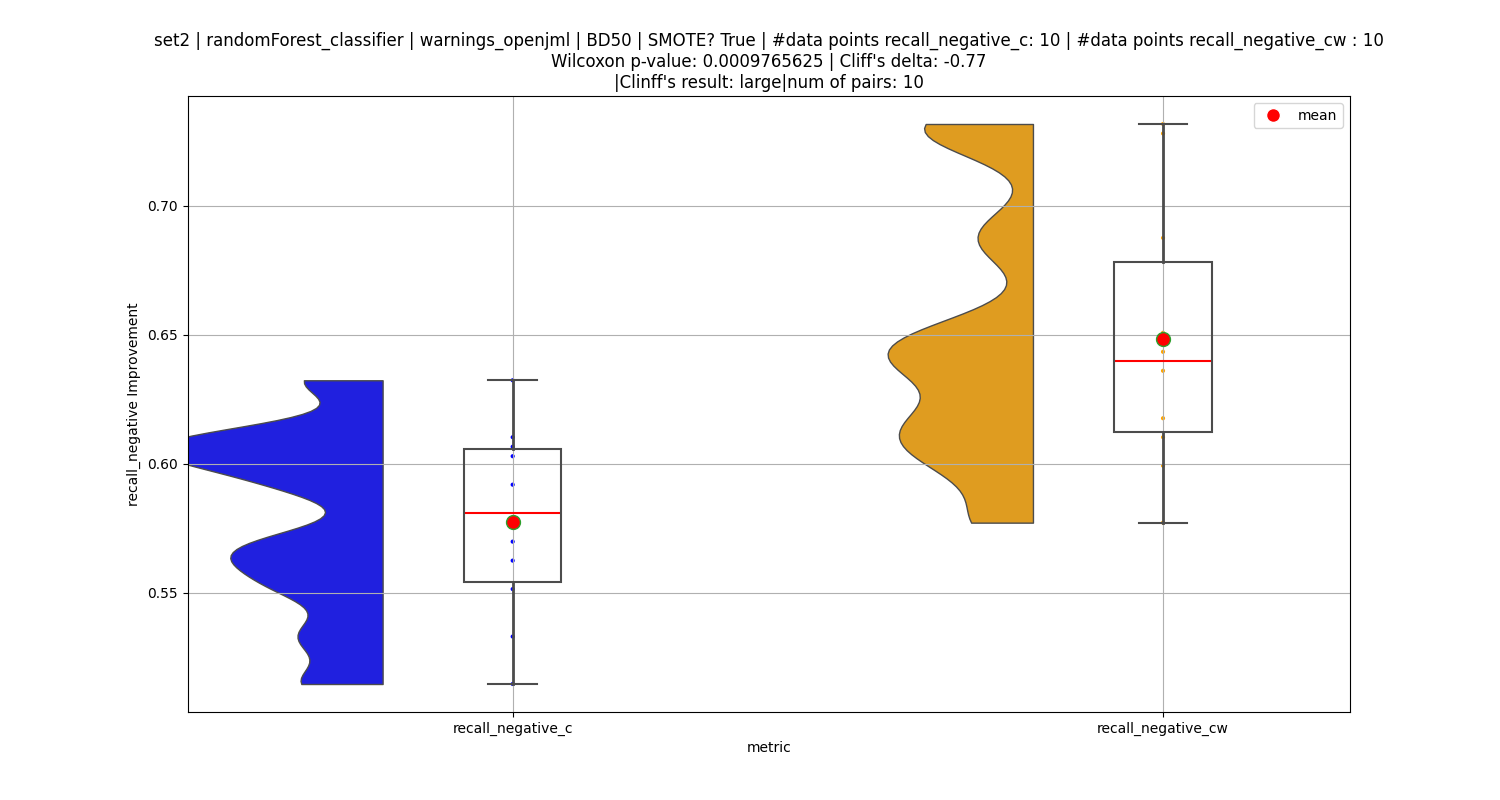 set2 | randomForest_classifier | warnings_openjml | BD50 | SMOTE? True | #data points recall_negative_c: 10 | #data points recall_negative_cw : 10
Wilcoxon p-value: 0.0009765625 | Cliff's delta: -0.77
|Clinff's result: large|num of pairs: 10
mean
0.70
0.65
0.60
0.55
recall_negative Improvement
recall_negative_c
recall_negative_cw
metric